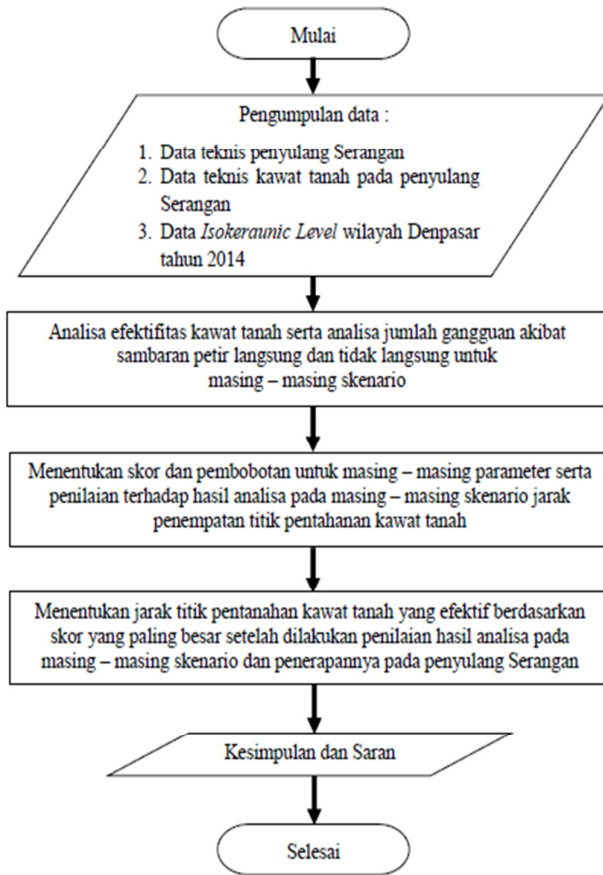 Mulai
Pengumpulan data :
1. Data teknis penyulang Serangan
2. Data teknis kawat tanah pada penyulang
Serangan
3. Data Isokeraunic Level wilayah Denpasar
tahun 2014
Analisa efektifitas kawat tanah serta analisa jumlah gangguan akibat
sambaran petir langsung dan tidak langsung untuk
masing – masing skenario
Menentukan skor dan pembobotan untuk masing – masing parameter serta
penilaian terhadap hasil analisa pada masing – masing skenario jarak
penempatan titik pentahanan kawat tanah
Menentukan jarak titik pentanahan kawat tanah yang efektif berdasarkan
skor yang paling besar setelah dilakukan penilaian hasil analisa pada
masing – masing skenario dan penerapannya pada penyulang Serangan
Kesimpulan dan Saran
Selesai